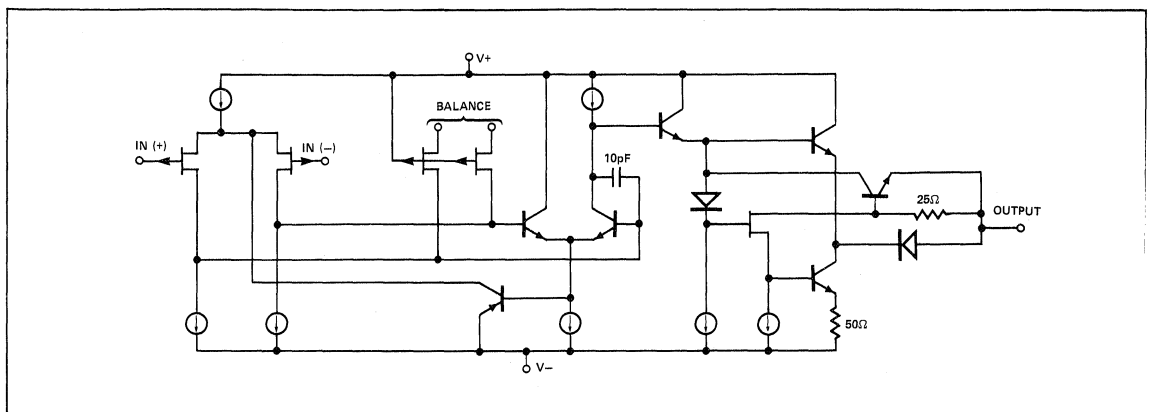 V+
BALANCE
IN (+)
IN (−)
10pF
25Ω
OUTPUT
50Ω
V−